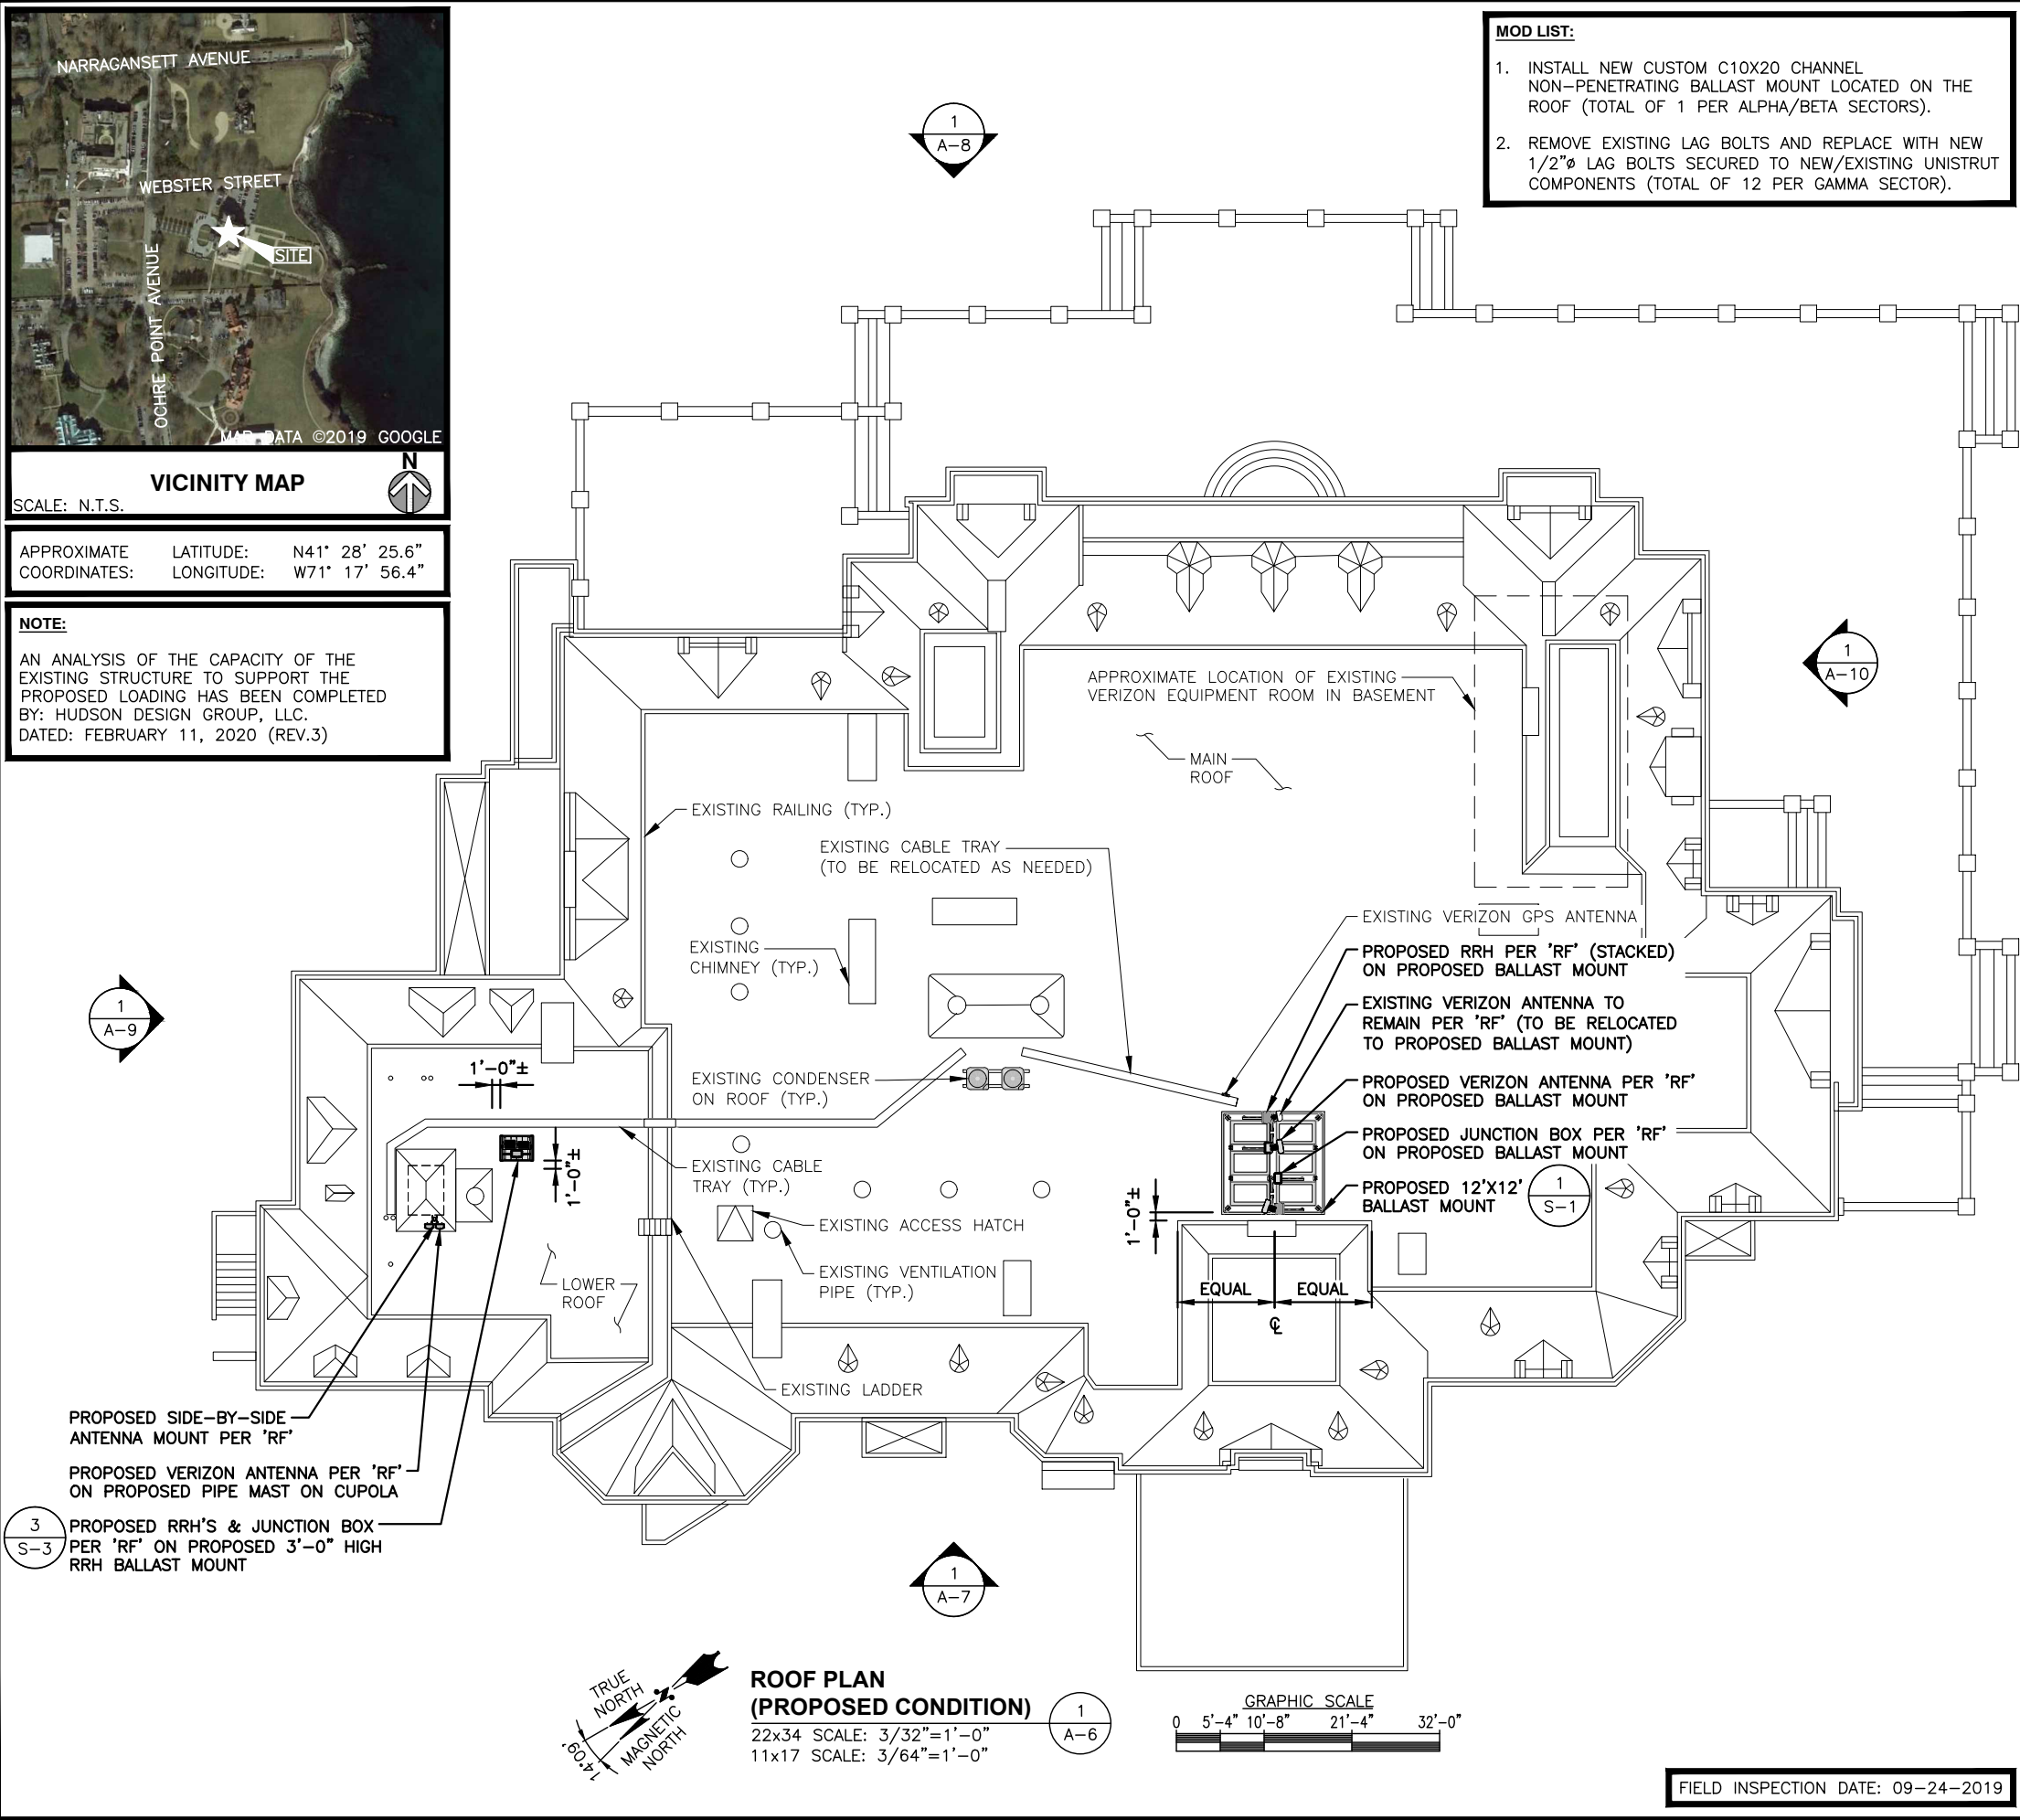 NARRAGANSETT AVENUE
WEBSTER STREET
SITE
OCHRE POINT AVENUE
MAP DATA ©2019 GOOGLE
VICINITY MAP
N
SCALE: N.T.S.
APPROXIMATE LATITUDE: N41° 28' 25.6"
COORDINATES: LONGITUDE: W71° 17' 56.4"
NOTE:
AN ANALYSIS OF THE CAPACITY OF THE
EXISTING STRUCTURE TO SUPPORT THE
PROPOSED LOADING HAS BEEN COMPLETED
BY: HUDSON DESIGN GROUP, LLC.
DATED: FEBRUARY 11, 2020 (REV.3)
MOD LIST:
1. INSTALL NEW CUSTOM C10X20 CHANNEL
NON-PENETRATING BALLAST MOUNT LOCATED ON THE
ROOF (TOTAL OF 1 PER ALPHA/BETA SECTORS).
2. REMOVE EXISTING LAG BOLTS AND REPLACE WITH NEW
1/2"ø LAG BOLTS SECURED TO NEW/EXISTING UNISTRUT
COMPONENTS (TOTAL OF 12 PER GAMMA SECTOR).
1
A-8
1
A-10
1
A-9
APPROXIMATE LOCATION OF EXISTING
VERIZON EQUIPMENT ROOM IN BASEMENT
MAIN
ROOF
EXISTING RAILING (TYP.)
EXISTING CABLE TRAY
(TO BE RELOCATED AS NEEDED)
EXISTING
CHIMNEY (TYP.)
EXISTING VERIZON GPS ANTENNA
PROPOSED RRH PER 'RF' (STACKED)
ON PROPOSED BALLAST MOUNT
EXISTING VERIZON ANTENNA TO
REMAIN PER 'RF' (TO BE RELOCATED
TO PROPOSED BALLAST MOUNT)
PROPOSED VERIZON ANTENNA PER 'RF'
ON PROPOSED BALLAST MOUNT
PROPOSED JUNCTION BOX PER 'RF'
ON PROPOSED BALLAST MOUNT
PROPOSED 12'X12'
BALLAST MOUNT
1
S-1
1'-0"±
EXISTING CONDENSER
ON ROOF (TYP.)
1'-0"±
EXISTING CABLE
TRAY (TYP.)
1'-0"±
EXISTING ACCESS HATCH
EXISTING VENTILATION
PIPE (TYP.)
LOWER
ROOF
EQUAL
EQUAL
℄
EXISTING LADDER
PROPOSED SIDE-BY-SIDE
ANTENNA MOUNT PER 'RF'
PROPOSED VERIZON ANTENNA PER 'RF'
ON PROPOSED PIPE MAST ON CUPOLA
3
S-3
PROPOSED RRH'S & JUNCTION BOX
PER 'RF' ON PROPOSED 3'-0" HIGH
RRH BALLAST MOUNT
1
A-7
TRUE
NORTH
N
MAGNETIC
NORTH
14°09'
ROOF PLAN
(PROPOSED CONDITION)
22x34 SCALE: 3/32"=1'-0"
11x17 SCALE: 3/64"=1'-0"
1
A-6
GRAPHIC SCALE
0 5'-4" 10'-8" 21'-4" 32'-0"
FIELD INSPECTION DATE: 09-24-2019